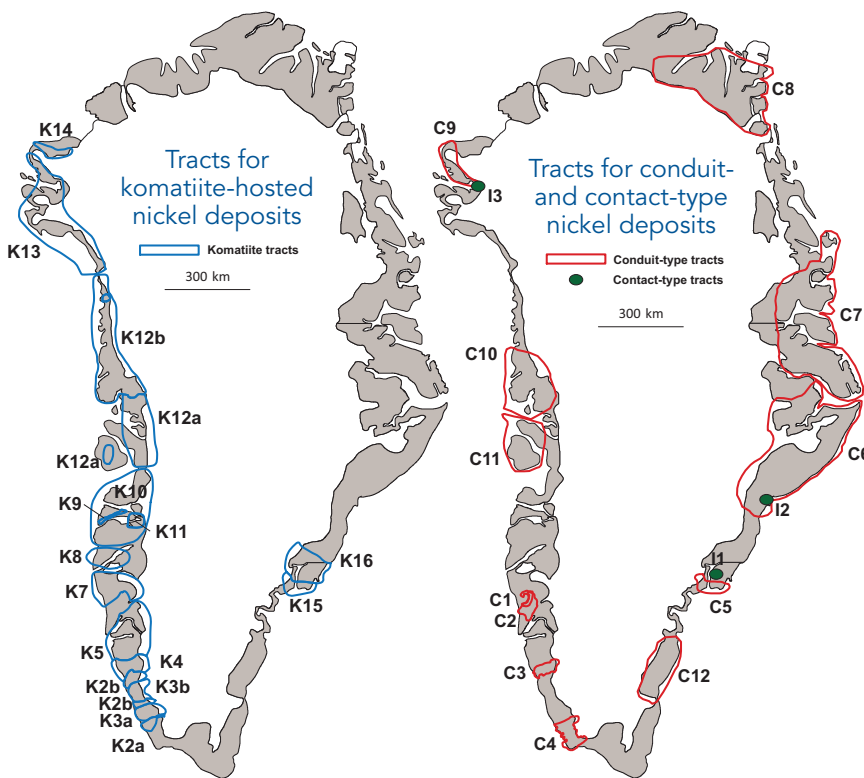 K14
Tracts for
komatiite-hosted
nickel deposits
Komatiite tracts
300 km
K13
K12b
K12a
K12a
K10
K9
K11
K8
K7
K16
K15
K5
K4
K2b
K3b
K2b
K3a
K2a
C8
C9
I3
Tracts for conduit-
and contact-type
nickel deposits
Conduit-type tracts
Contact-type tracts
300 km
C7
C10
C11
C6
I2
I1
C5
C1
C2
C3
C12
C4